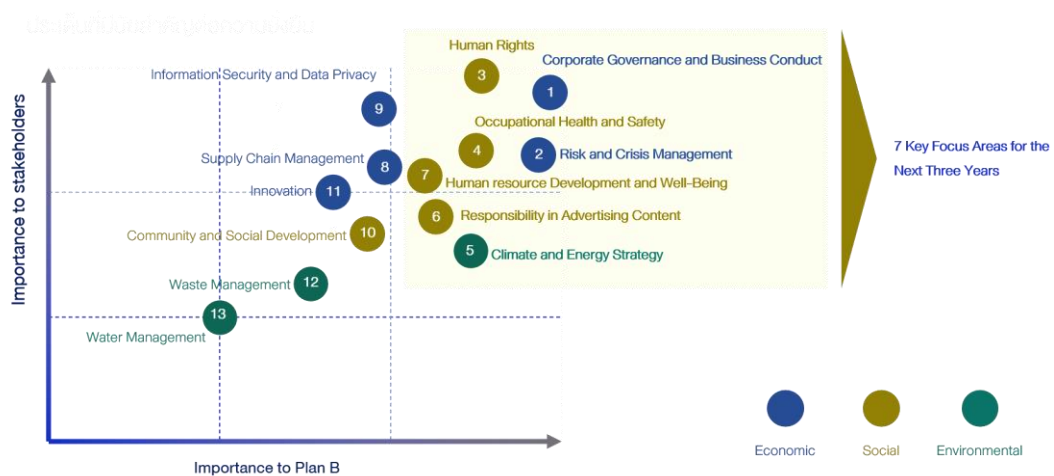 Human Rights
3
Corporate Governance and Business Conduct
1
Information Security and Data Privacy
9
Occupational Health and Safety
4
2
Risk and Crisis Management
Supply Chain Management
8
7
Human resource Development and Well-Being
Innovation
11
6
Responsibility in Advertising Content
Community and Social Development
10
5
Climate and Energy Strategy
Waste Management
12
13
Water Management
Importance to stakeholders
Importance to Plan B
7 Key Focus Areas for the
Next Three Years
Economic
Social
Environmental